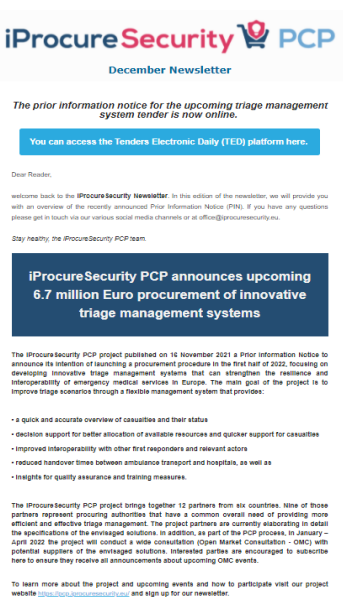 iProcureSecurity PCP
December Newsletter
The prior information notice for the upcoming triage management
system tender is now online.
You can access the Tenders Electronic Daily (TED) platform here.
Dear Reader,
welcome back to the iProcureSecurity Newsletter. In this edition of the newsletter, we will provide you
with an overview of the recently announced Prior Information Notice (PIN). If you have any questions
please get in touch via our various social media channels or at office@iprocuresecurity.eu.
Stay healthy, the iProcureSecurity PCP team.
iProcureSecurity PCP announces upcoming
6.7 million Euro procurement of innovative
triage management systems
The iProcureSecurity PCP project published on 16 November 2021 a Prior Information Notice to
announce its intention of launching a procurement procedure in the first half of 2022, focusing on
developing innovative triage management systems that can strengthen the resilience and
interoperability of emergency medical services in Europe. The main goal of the project is to
improve triage scenarios through a flexible management system that provides:
• a quick and accurate overview of casualties and their status
• decision support for better allocation of available resources and quicker support for casualties
• improved interoperability with other first responders and relevant actors
• reduced handover times between ambulance transport and hospitals, as well as
• insights for quality assurance and training measures.
The iProcureSecurity PCP project brings together 12 partners from six countries. Nine of those
partners represent procuring authorities that have a common overall need of providing more
efficient and effective triage management. The project partners are currently elaborating in detail
the specifications of the envisaged solutions. In addition, as part of the PCP process, in January –
April 2022 the project will conduct a wide consultation (Open Market Consultation - OMC) with
potential suppliers of the envisaged solutions. Interested parties are encouraged to subscribe
here to ensure they receive all announcements about upcoming OMC events.
To learn more about the project and upcoming events and how to participate visit our project
website https://pcp.iprocuresecurity.eu/ and sign up for our newsletter.